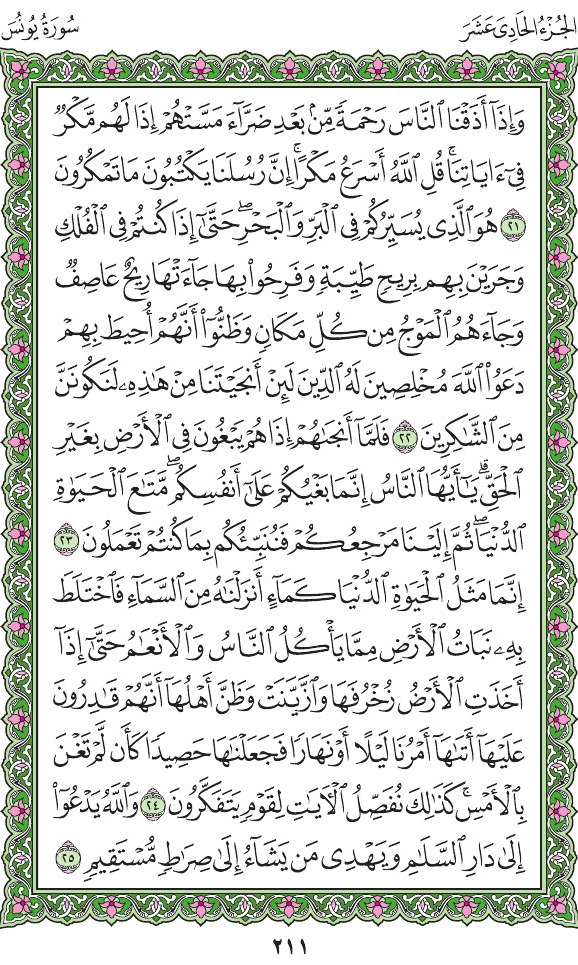 الجُزْءُ الحَادِى عَشَرَ
سُورَةُ يُونُسَ
وَإِذَآ أَذَقْنَا ٱلنَّاسَ رَحْمَةً مِّنۢ بَعْدِ ضَرَّآءَ مَسَّتْهُمْ إِذَا لَهُم مَّكْرٌ
فِىٓ ءَايَاتِنَا ۚ قُلِ ٱللَّهُ أَسْرَعُ مَكْرًا ۚ إِنَّ رُسُلَنَا يَكْتُبُونَ مَا تَمْكُرُونَ
٢١ هُوَ ٱلَّذِى يُسَيِّرُكُمْ فِى ٱلْبَرِّ وَٱلْبَحْرِ ۖ حَتَّىٰٓ إِذَا كُنتُمْ فِى ٱلْفُلْكِ
وَجَرَيْنَ بِهِم بِرِيحٍ طَيِّبَةٍ وَفَرِحُوا۟ بِهَا جَآءَتْهَا رِيحٌ عَاصِفٌ
وَجَآءَهُمُ ٱلْمَوْجُ مِن كُلِّ مَكَانٍ وَظَنُّوٓا۟ أَنَّهُمْ أُحِيطَ بِهِمْ
دَعَوُا۟ ٱللَّهَ مُخْلِصِينَ لَهُ ٱلدِّينَ لَئِنْ أَنجَيْتَنَا مِنْ هَٰذِهِۦ لَنَكُونَنَّ
مِنَ ٱلشَّٰكِرِينَ ٢٢ فَلَمَّآ أَنجَىٰهُمْ إِذَا هُمْ يَبْغُونَ فِى ٱلْأَرْضِ بِغَيْرِ
ٱلْحَقِّ ۗ يَٰٓأَيُّهَا ٱلنَّاسُ إِنَّمَا بَغْيُكُمْ عَلَىٰٓ أَنفُسِكُم ۖ مَّتَٰعَ ٱلْحَيَوٰةِ
ٱلدُّنْيَا ۖ ثُمَّ إِلَيْنَا مَرْجِعُكُمْ فَنُنَبِّئُكُم بِمَا كُنتُمْ تَعْمَلُونَ ٢٣
إِنَّمَا مَثَلُ ٱلْحَيَوٰةِ ٱلدُّنْيَا كَمَآءٍ أَنزَلْنَٰهُ مِنَ ٱلسَّمَآءِ فَٱخْتَلَطَ
بِهِۦ نَبَاتُ ٱلْأَرْضِ مِمَّا يَأْكُلُ ٱلنَّاسُ وَٱلْأَنْعَٰمُ حَتَّىٰٓ إِذَآ
أَخَذَتِ ٱلْأَرْضُ زُخْرُفَهَا وَٱزَّيَّنَتْ وَظَنَّ أَهْلُهَآ أَنَّهُمْ قَٰدِرُونَ
عَلَيْهَآ أَتَىٰهَآ أَمْرُنَا لَيْلًا أَوْ نَهَارًا فَجَعَلْنَٰهَا حَصِيدًا كَأَن لَّمْ تَغْنَ
بِٱلْأَمْسِ ۚ كَذَٰلِكَ نُفَصِّلُ ٱلْءَايَٰتِ لِقَوْمٍ يَتَفَكَّرُونَ ٢٤ وَٱللَّهُ يَدْعُوٓا۟
إِلَىٰ دَارِ ٱلسَّلَٰمِ وَيَهْدِى مَن يَشَآءُ إِلَىٰ صِرَٰطٍ مُّسْتَقِيمٍ ٢٥
٢١١